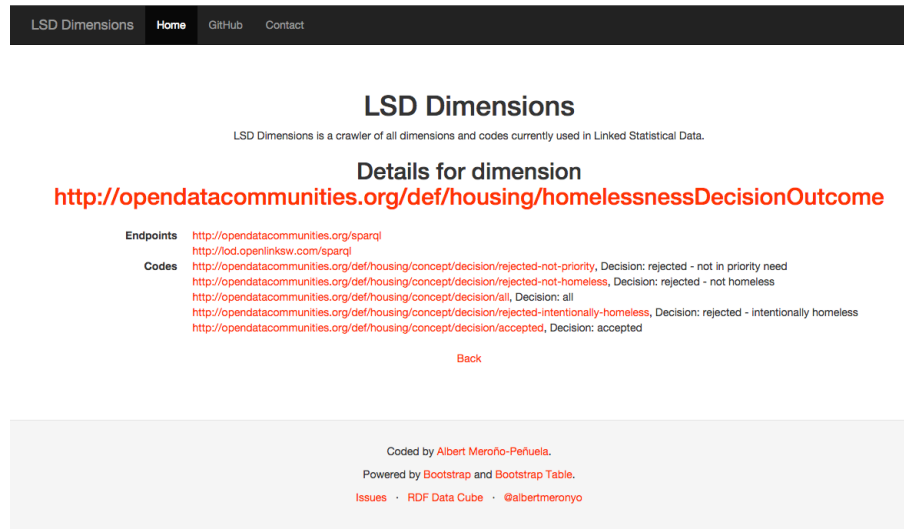 LSD Dimensions Home GitHub Contact
LSD Dimensions
LSD Dimensions is a crawler of all dimensions and codes currently used in Linked Statistical Data.
Details for dimension
http://opendatacommunities.org/def/housing/homelessnessDecisionOutcome
Endpoints http://opendatacommunities.org/sparql
http://lod.openlinksw.com/sparql
Codes http://opendatacommunities.org/def/housing/concept/decision/rejected-not-priority, Decision: rejected - not in priority need
http://opendatacommunities.org/def/housing/concept/decision/rejected-not-homeless, Decision: rejected - not homeless
http://opendatacommunities.org/def/housing/concept/decision/all, Decision: all
http://opendatacommunities.org/def/housing/concept/decision/rejected-intentionally-homeless, Decision: rejected - intentionally homeless
http://opendatacommunities.org/def/housing/concept/decision/accepted, Decision: accepted
Back
Coded by Albert Meroño-Peñuela.
Powered by Bootstrap and Bootstrap Table.
Issues · RDF Data Cube · @albertmeronyo